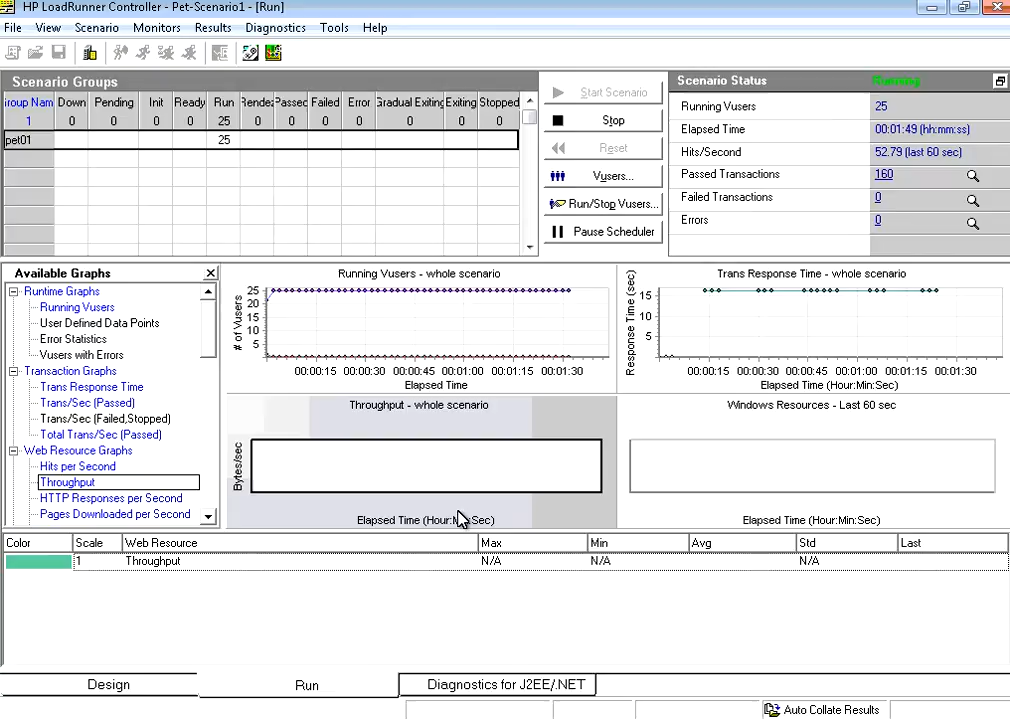 HP LoadRunner Controller - Pet-Scenario1 - [Run]
File View Scenario Monitors Results Diagnostics Tools Help
Scenario Groups
Group Nam Down Pending Init Ready Run Rendez Passed Failed Error Gradual Exiting Exiting Stopped
1 0 0 0 0 25 0 0 0 0 0 0 0
pet01 25
Start Scenario
Stop
Reset
Vusers...
Run/Stop Vusers...
Pause Scheduler
Scenario Status Running
Running Vusers 25
Elapsed Time 00:01:49 (hh:mm:ss)
Hits/Second 52.79 (last 60 sec)
Passed Transactions 160
Failed Transactions 0
Errors 0
Available Graphs
Runtime Graphs
Running Vusers
User Defined Data Points
Error Statistics
Vusers with Errors
Transaction Graphs
Trans Response Time
Trans/Sec (Passed)
Trans/Sec (Failed,Stopped)
Total Trans/Sec (Passed)
Web Resource Graphs
Hits per Second
Throughput
HTTP Responses per Second
Pages Downloaded per Second
Running Vusers - whole scenario
# of Vusers
25
20
15
10
5
00:00:15 00:00:30 00:00:45 00:01:00 00:01:15 00:01:30
Elapsed Time
Trans Response Time - whole scenario
Response Time (sec)
15
10
5
00:00:15 00:00:30 00:00:45 00:01:00 00:01:15 00:01:30
Elapsed Time (Hour:Min:Sec)
Throughput - whole scenario
Bytes/sec
Elapsed Time (Hour:Min:Sec)
Windows Resources - Last 60 sec
Elapsed Time (Hour:Min:Sec)
Color Scale Web Resource Max Min Avg Std Last
1 Throughput N/A N/A N/A
Design Run Diagnostics for J2EE/.NET
Auto Collate Results